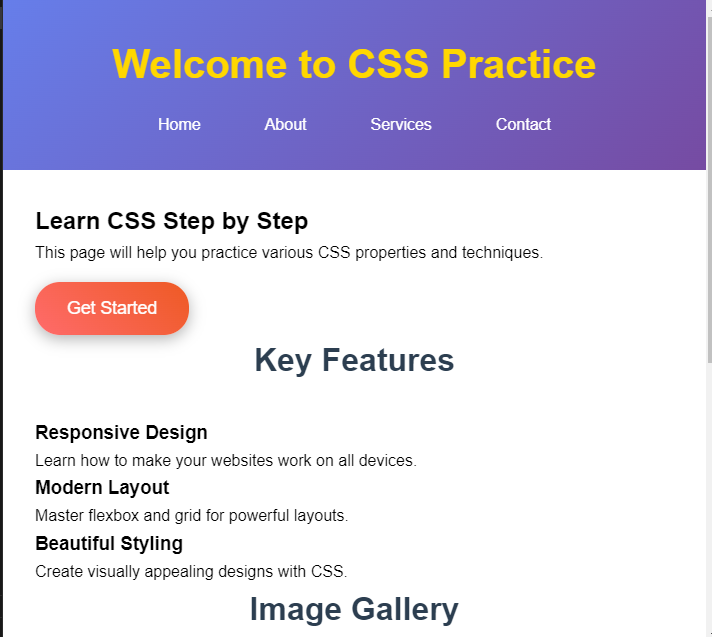 Welcome to CSS Practice
Home About Services Contact
Learn CSS Step by Step
This page will help you practice various CSS properties and techniques.
Get Started
Key Features
Responsive Design
Learn how to make your websites work on all devices.
Modern Layout
Master flexbox and grid for powerful layouts.
Beautiful Styling
Create visually appealing designs with CSS.
Image Gallery